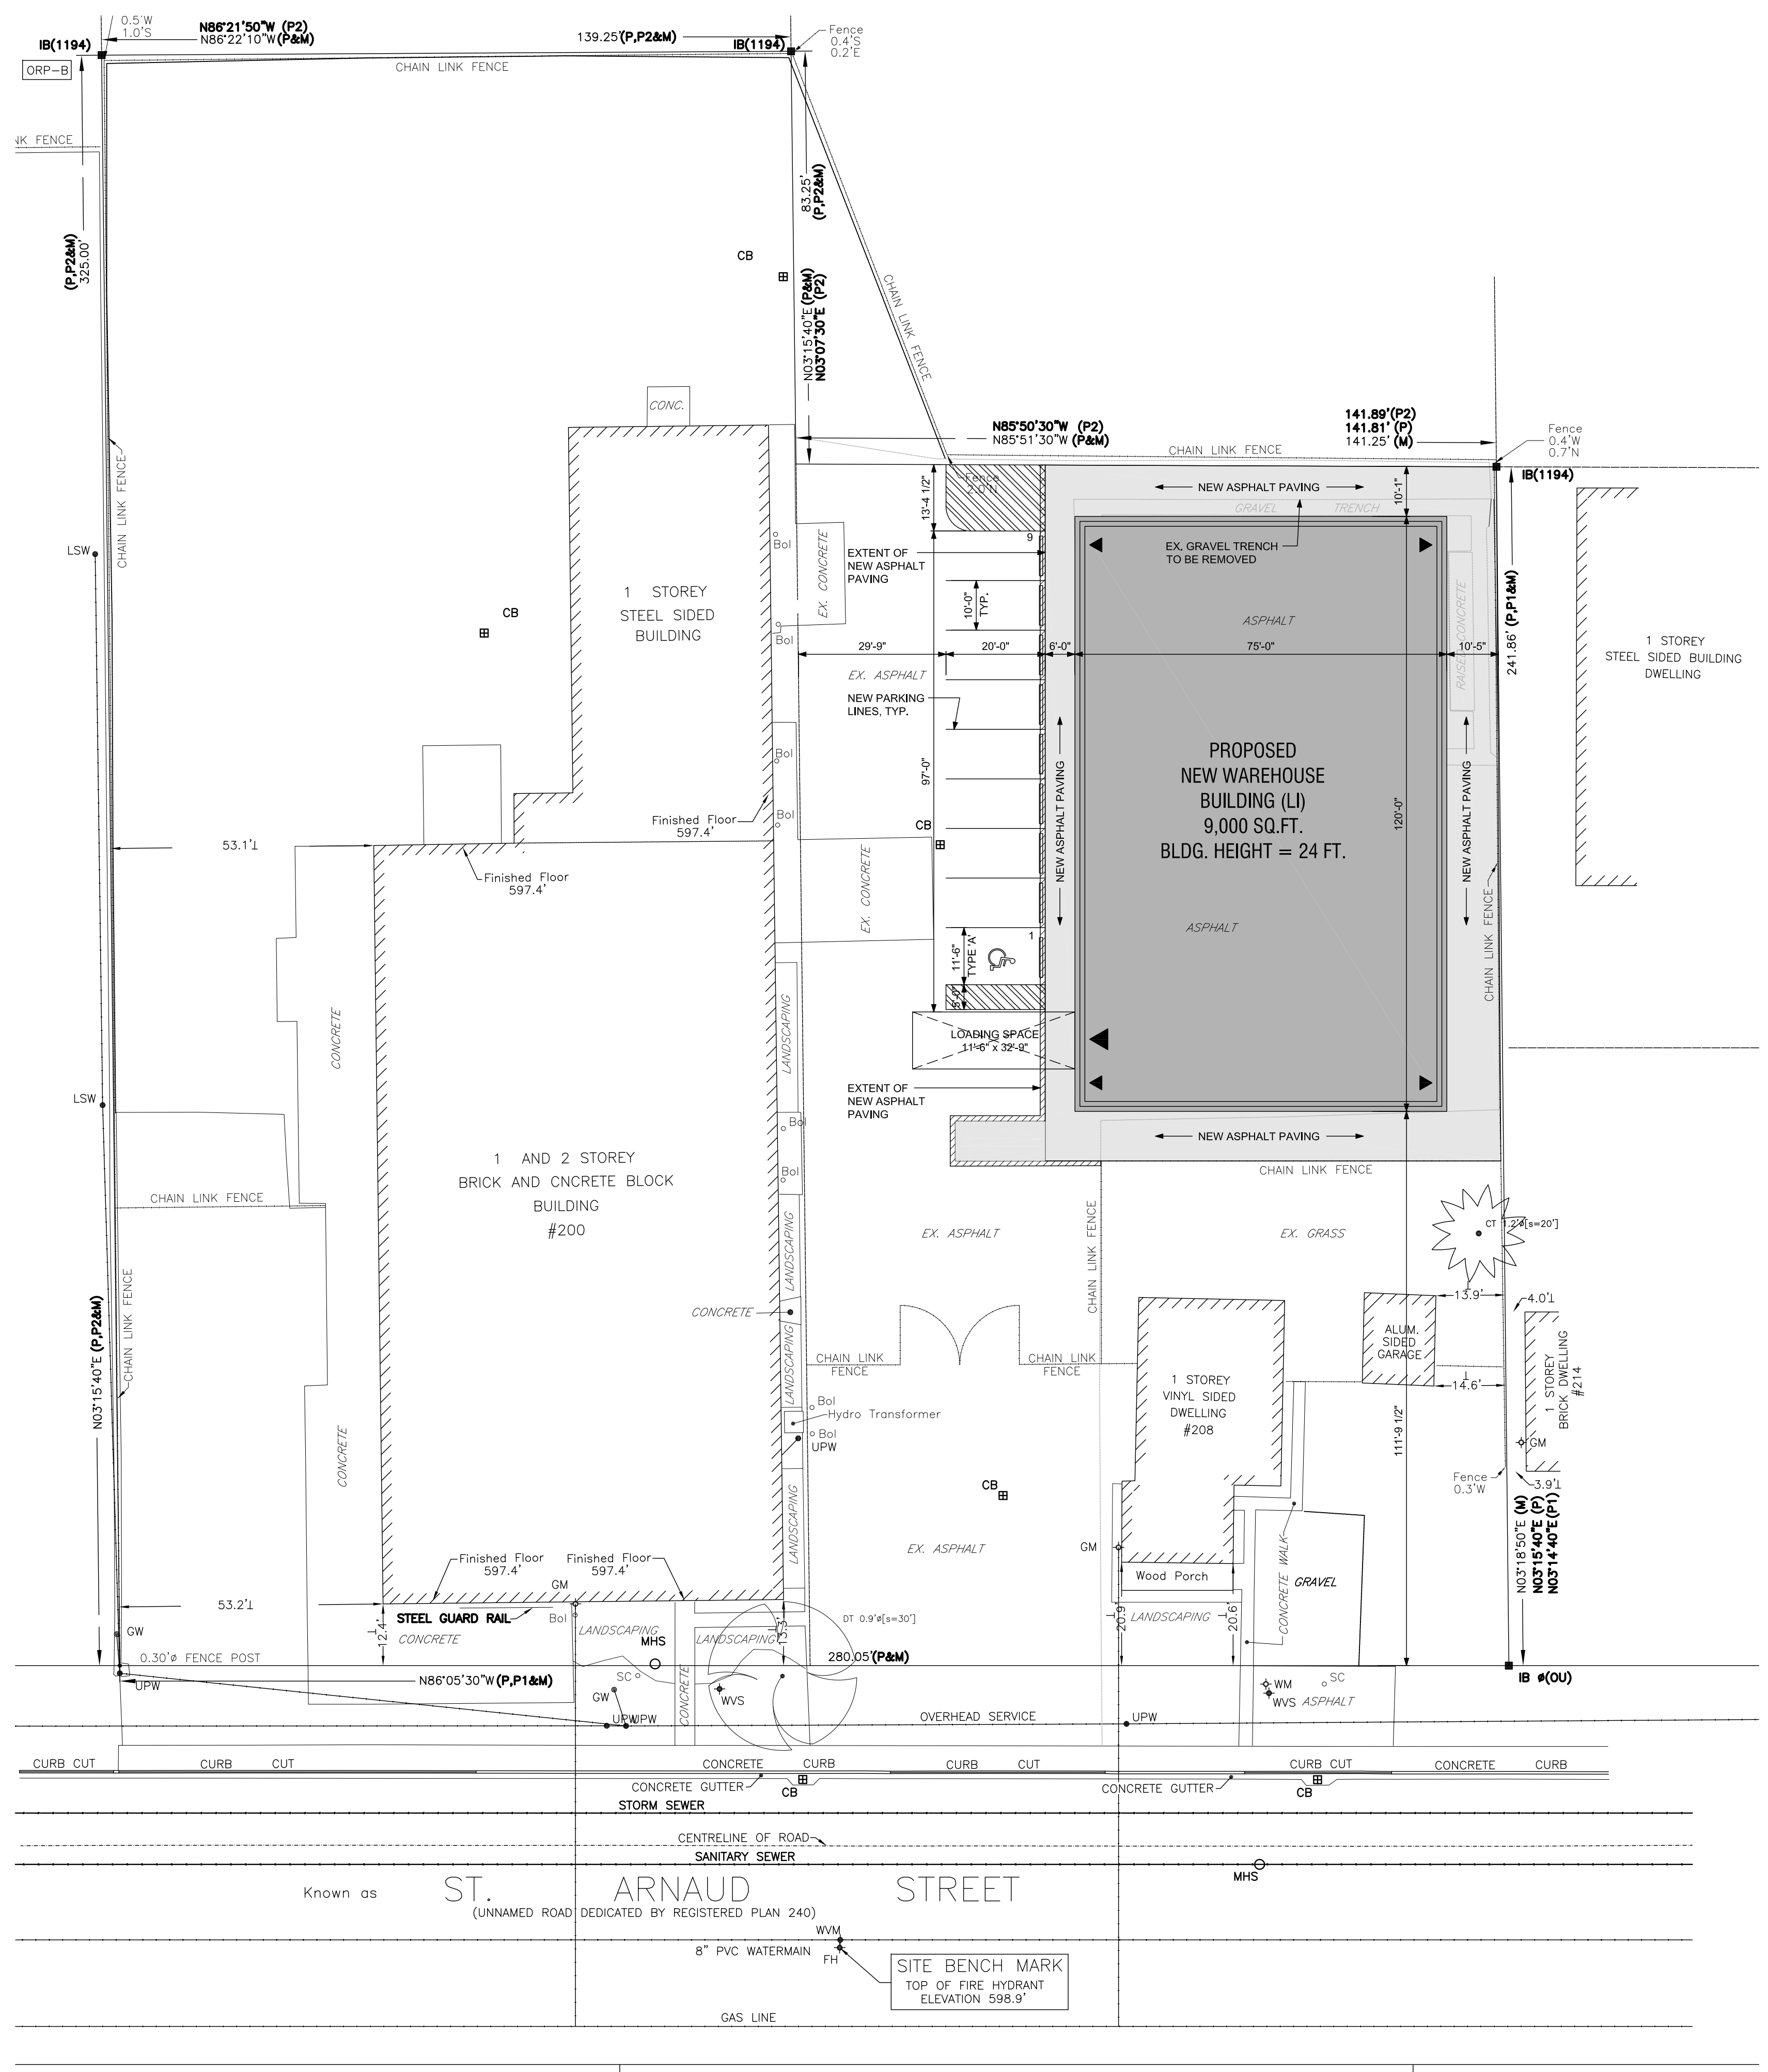 0.5'W
1.0'S
N86°21'50"W (P2)
N86°22'10"W (P&M)
139.25' (P,P2&M)
IB(1194)
IB(1194)
Fence
0.4'S
0.2'E
ORP-B
CHAIN LINK FENCE
NK FENCE
(P,P2&M)
325.00'
83.25'
(P,P2&M)
CB
N03°15'40"E (P&M)
N03°07'30"E (P2)
CHAIN LINK FENCE
CONC.
N85°50'30"W (P2)
N85°51'30"W (P&M)
141.89'(P2)
141.81' (P)
141.25' (M)
Fence
0.4'W
0.7'N
CHAIN LINK FENCE
IB(1194)
CHAIN LINK FENCE
Fence
2.0'N
13'-4 1/2"
NEW ASPHALT PAVING
10'-1"
GRAVEL TRENCH
LSW
Bol
EX. CONCRETE
EXTENT OF
NEW ASPHALT
PAVING
9
EX. GRAVEL TRENCH
TO BE REMOVED
241.86' (P,P1&M)
1 STOREY
STEEL SIDED
BUILDING
CB
10'-0"
TYP.
ASPHALT
RAISED CONCRETE
1 STOREY
STEEL SIDED BUILDING
DWELLING
Bol
29'-9"
20'-0"
6'-0"
75'-0"
10'-5"
EX. ASPHALT
NEW PARKING
LINES, TYP.
Bol
97'-0"
NEW ASPHALT PAVING
PROPOSED
NEW WAREHOUSE
BUILDING (LI)
9,000 SQ.FT.
BLDG. HEIGHT = 24 FT.
120'-0"
NEW ASPHALT PAVING
Finished Floor
597.4'
Bol
CB
53.1'⊥
Finished Floor
597.4'
EX. CONCRETE
CHAIN LINK FENCE
ASPHALT
1
11'-6"
TYPE 'A'
5'-0"
CONCRETE
LANDSCAPING
LOADING SPACE
11'-6" x 32'-9"
LSW
EXTENT OF
NEW ASPHALT
PAVING
Bol
NEW ASPHALT PAVING
1 AND 2 STOREY
BRICK AND CNCRETE BLOCK
BUILDING
#200
Bol
CHAIN LINK FENCE
CHAIN LINK FENCE
LANDSCAPING
EX. ASPHALT
CHAIN LINK FENCE
EX. GRASS
CT 1.2'ø[s=20']
13.9'
4.0'⊥
CONCRETE
CHAIN LINK FENCE
N03°15'40"E (P,P2&M)
LANDSCAPING
CHAIN LINK
FENCE
CHAIN LINK
FENCE
ALUM.
SIDED
GARAGE
1 STOREY
BRICK DWELLING
#214
14.6'
1 STOREY
VINYL SIDED
DWELLING
#208
Bol
Hydro Transformer
Bol
UPW
111'-9 1/2"
GM
CONCRETE
LANDSCAPING
CB
Fence
0.3'W
3.9'⊥
N03°18'50"E (M)
N03°15'40"E (P)
N03°14'40"E(P1)
EX. ASPHALT
GM
CONCRETE WALK
Finished Floor
597.4'
Finished Floor
597.4'
GM
Wood Porch
GRAVEL
53.2'⊥
STEEL GUARD RAIL
Bol
12.4'
CONCRETE
LANDSCAPING
LANDSCAPING
13.3'
DT 0.9'ø[s=30']
20.9'
LANDSCAPING
20.6'
GW
MHS
0.30'ø FENCE POST
280.05'(P&M)
UPW
N86°05'30"W (P,P1&M)
SC
GW
CONCRETE
WVS
WM
WVS
SC
ASPHALT
IB ø(OU)
UPW
UPW
OVERHEAD SERVICE
UPW
CURB CUT
CURB CUT
CONCRETE CURB
CURB CUT
CURB CUT
CONCRETE CURB
CONCRETE GUTTER
CB
CONCRETE GUTTER
CB
STORM SEWER
CENTRELINE OF ROAD
SANITARY SEWER
MHS
Known as ST. ARNAUD STREET
(UNNAMED ROAD DEDICATED BY REGISTERED PLAN 240)
WVM
8" PVC WATERMAIN
FH
SITE BENCH MARK
TOP OF FIRE HYDRANT
ELEVATION 598.9'
GAS LINE